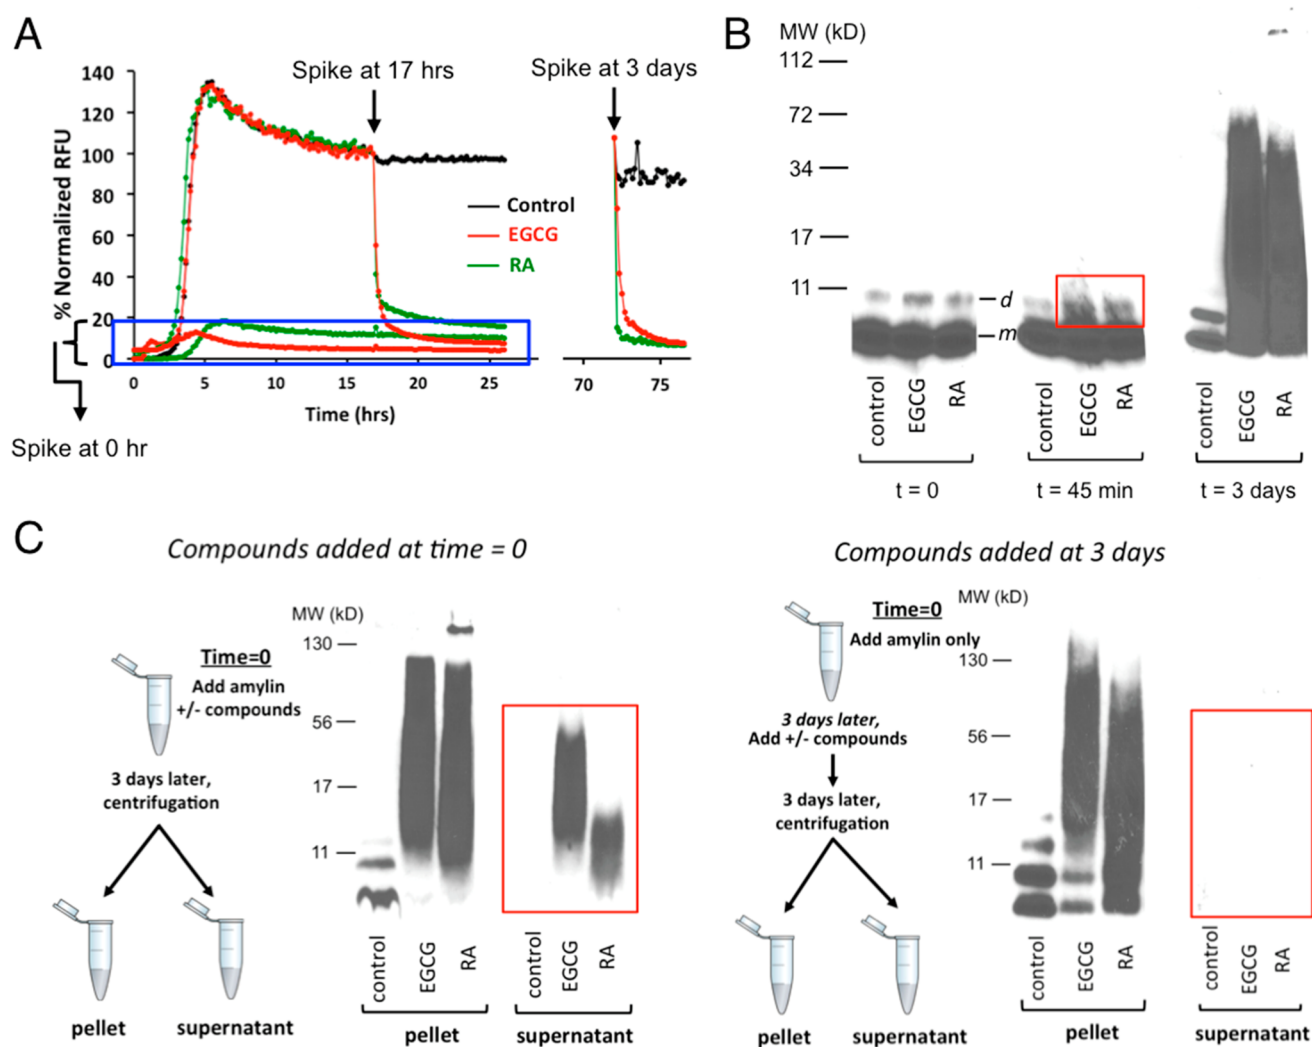 A
Spike at 17 hrs
Spike at 3 days
% Normalized RFU
140
120
100
80
60
40
20
0
Control
EGCG
RA
0
5
10
15
20
25
70
75
Time (hrs)
Spike at 0 hr
B
MW (kD)
112
72
34
17
11
d
m
control
EGCG
RA
control
EGCG
RA
control
EGCG
RA
t = 0
t = 45 min
t = 3 days
C
Compounds added at time = 0
Time=0
Add amylin
+/- compounds
3 days later,
centrifugation
pellet
supernatant
MW (kD)
130
56
17
11
control
EGCG
RA
control
EGCG
RA
pellet
supernatant
Compounds added at 3 days
Time=0
Add amylin only
3 days later,
Add +/- compounds
3 days later,
centrifugation
pellet
supernatant
MW (kD)
130
56
17
11
control
EGCG
RA
control
EGCG
RA
pellet
supernatant